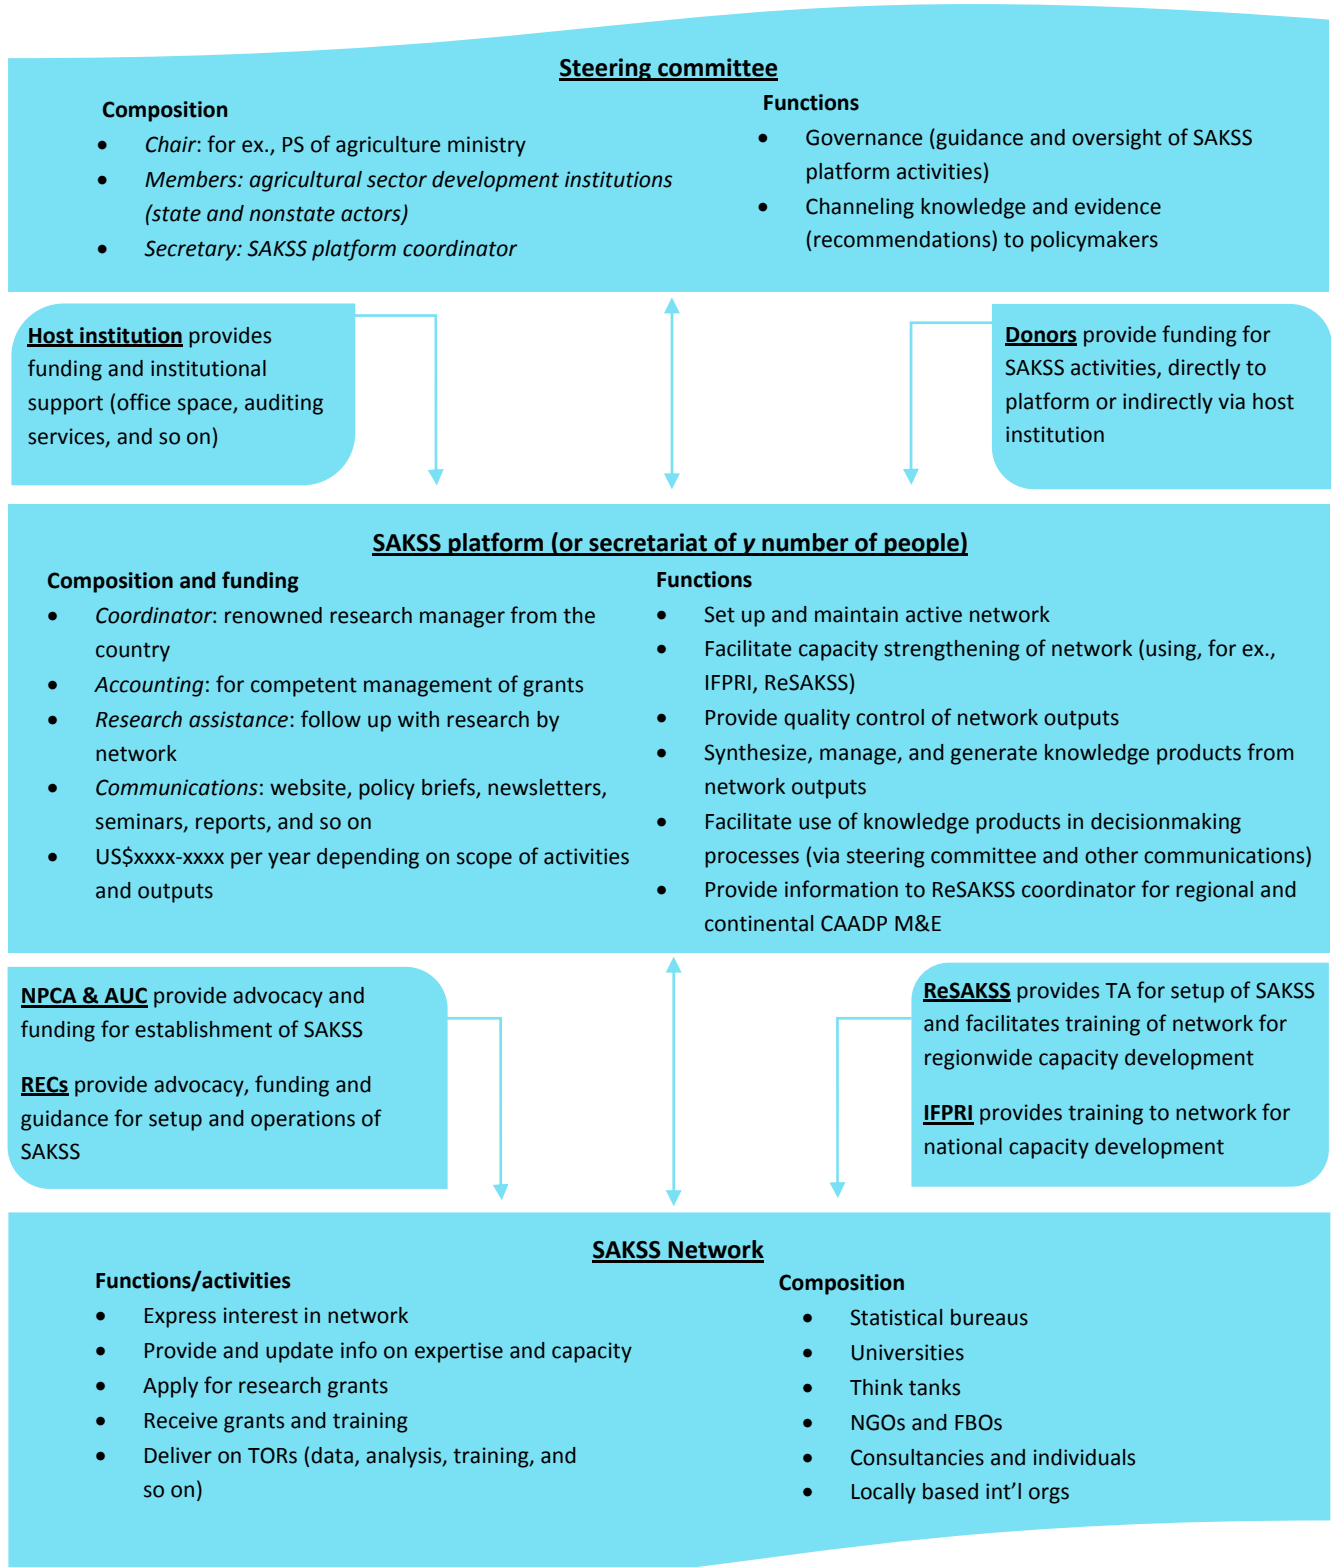 Steering committee
Composition
• Chair: for ex., PS of agriculture ministry
• Members: agricultural sector development institutions
(state and nonstate actors)
• Secretary: SAKSS platform coordinator
Functions
• Governance (guidance and oversight of SAKSS
platform activities)
• Channeling knowledge and evidence
(recommendations) to policymakers
Host institution provides
funding and institutional
support (office space, auditing
services, and so on)
Donors provide funding for
SAKSS activities, directly to
platform or indirectly via host
institution
SAKSS platform (or secretariat of y number of people)
Composition and funding
• Coordinator: renowned research manager from the
country
• Accounting: for competent management of grants
• Research assistance: follow up with research by
network
• Communications: website, policy briefs, newsletters,
seminars, reports, and so on
• US$xxxx-xxxx per year depending on scope of activities
and outputs
Functions
• Set up and maintain active network
• Facilitate capacity strengthening of network (using, for ex.,
IFPRI, ReSAKSS)
• Provide quality control of network outputs
• Synthesize, manage, and generate knowledge products from
network outputs
• Facilitate use of knowledge products in decisionmaking
processes (via steering committee and other communications)
• Provide information to ReSAKSS coordinator for regional and
continental CAADP M&E
NPCA & AUC provide advocacy and
funding for establishment of SAKSS
RECs provide advocacy, funding and
guidance for setup and operations of
SAKSS
ReSAKSS provides TA for setup of SAKSS
and facilitates training of network for
regionwide capacity development
IFPRI provides training to network for
national capacity development
SAKSS Network
Functions/activities
• Express interest in network
• Provide and update info on expertise and capacity
• Apply for research grants
• Receive grants and training
• Deliver on TORs (data, analysis, training, and
so on)
Composition
• Statistical bureaus
• Universities
• Think tanks
• NGOs and FBOs
• Consultancies and individuals
• Locally based int’l orgs